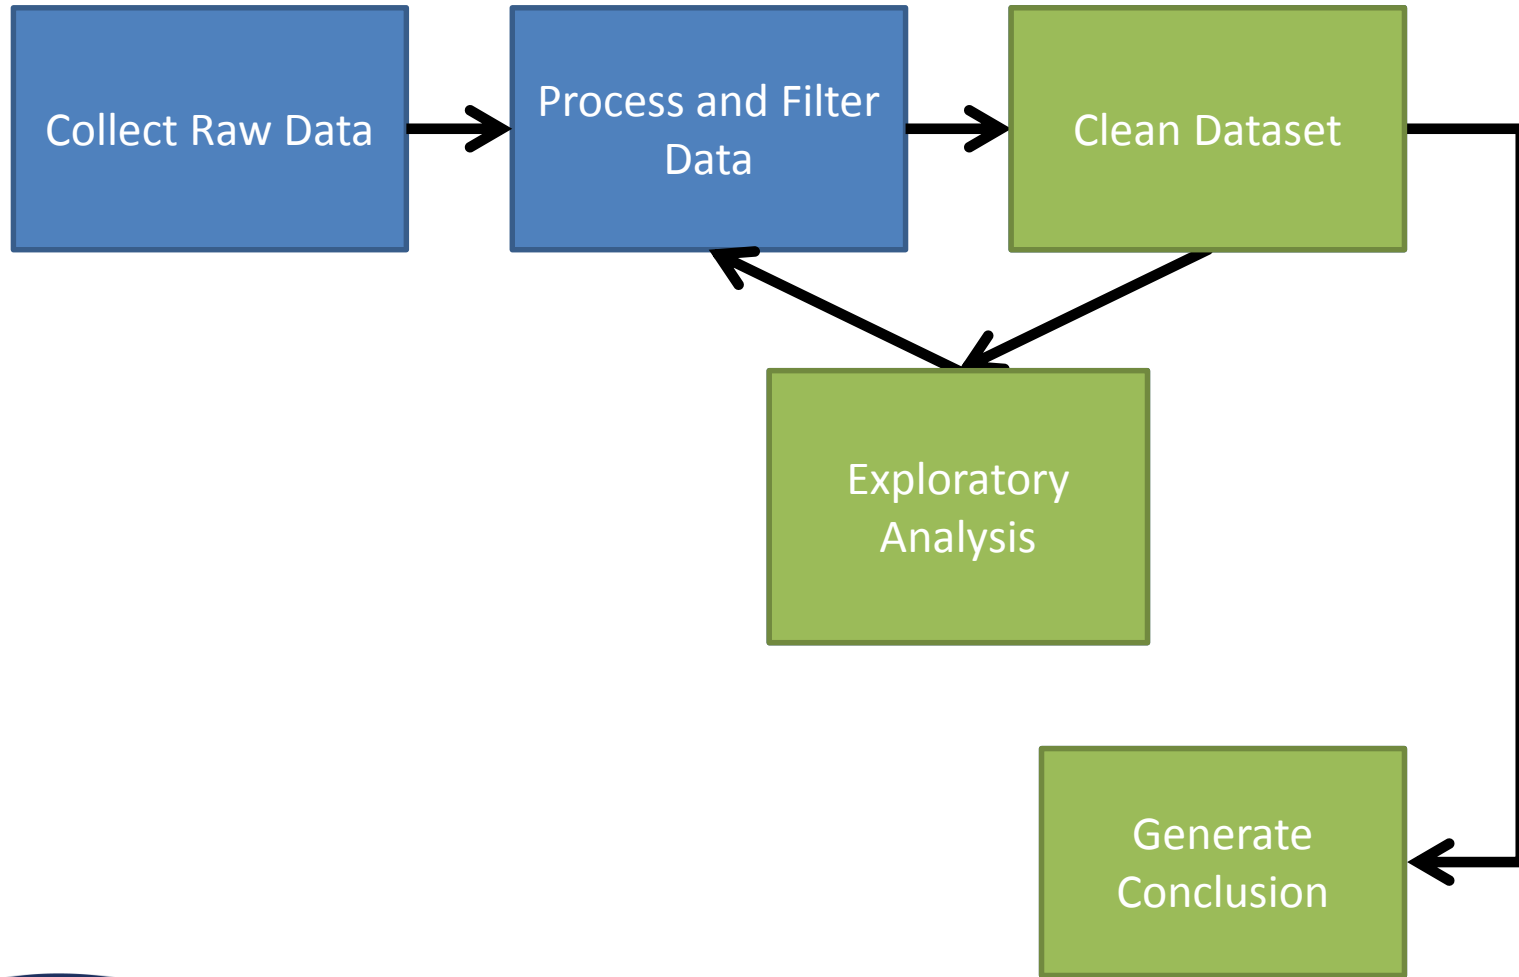 Collect Raw Data
Process and Filter
Data
Clean Dataset
Exploratory
Analysis
Generate
Conclusion